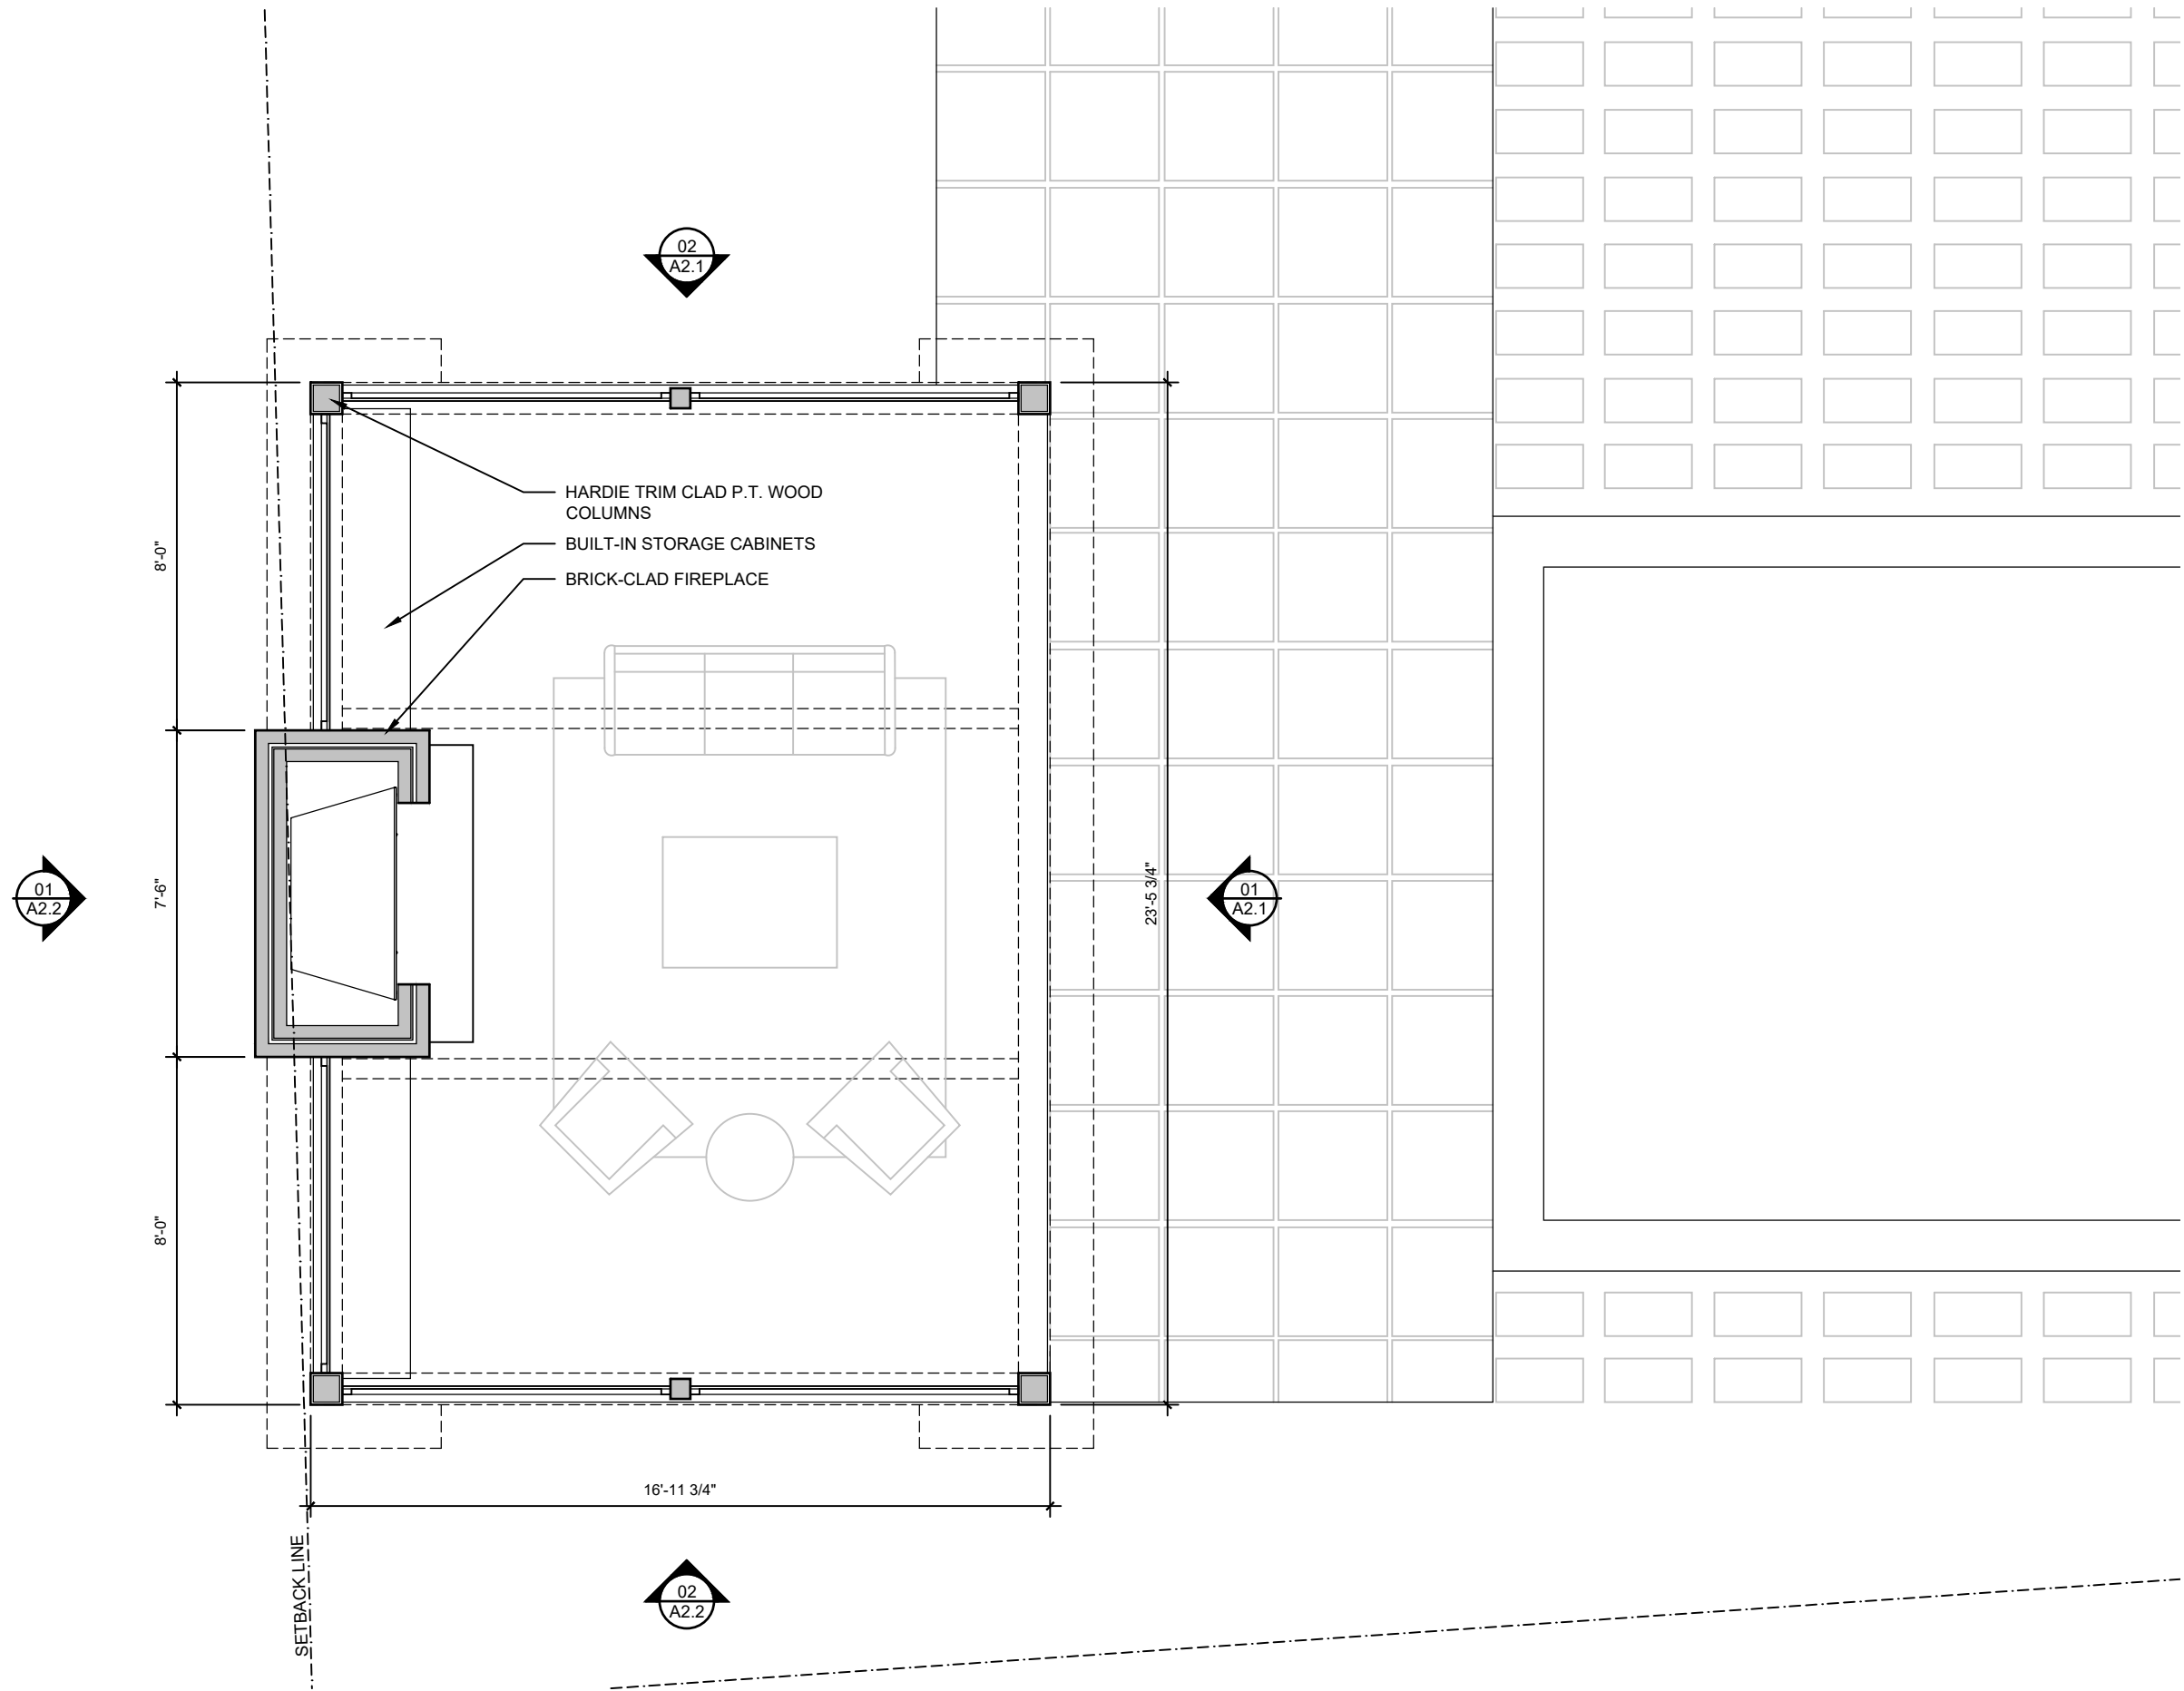 02
A2.1
HARDIE TRIM CLAD P.T. WOOD
COLUMNS
BUILT-IN STORAGE CABINETS
BRICK-CLAD FIREPLACE
8'-0"
7'-6"
8'-0"
23'-5 3/4"
01
A2.2
01
A2.1
16'-11 3/4"
SETBACK LINE
02
A2.2